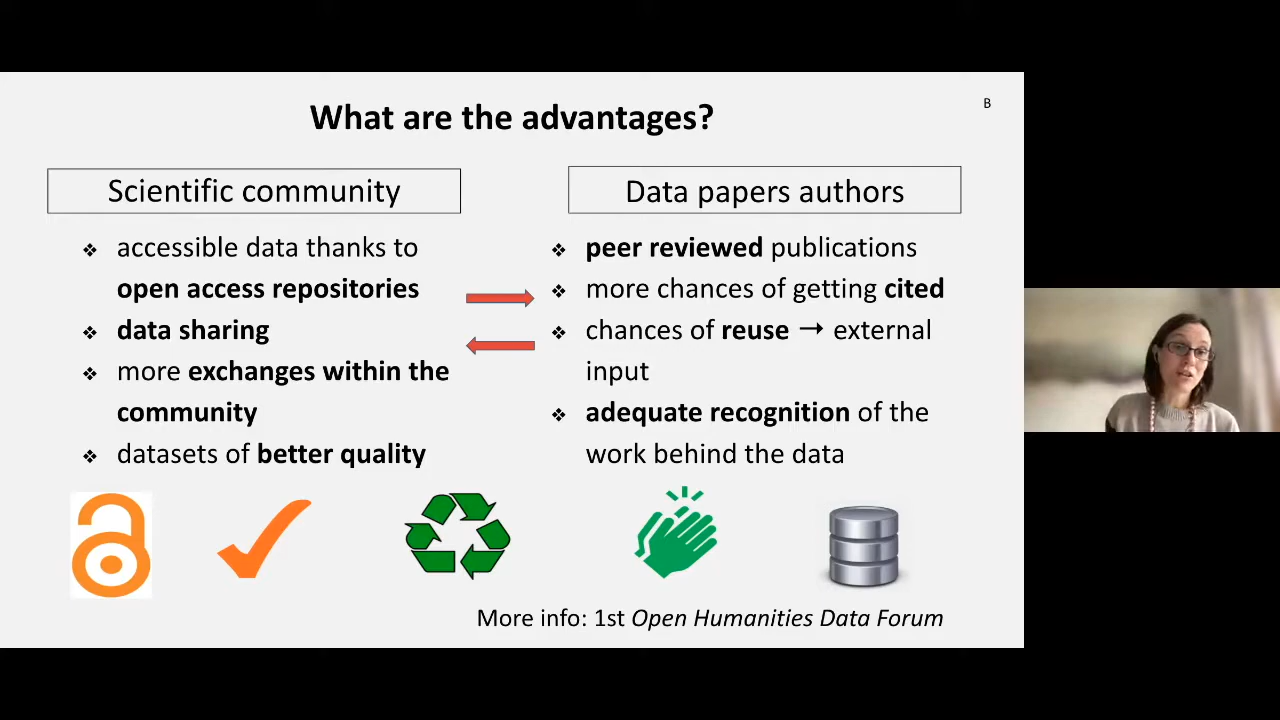 What are the advantages?
B
Scientific community
❖ accessible data thanks to
open access repositories
❖ data sharing
❖ more exchanges within the
community
❖ datasets of better quality
Data papers authors
❖ peer reviewed publications
❖ more chances of getting cited
❖ chances of reuse → external
input
❖ adequate recognition of the
work behind the data
More info: 1st Open Humanities Data Forum